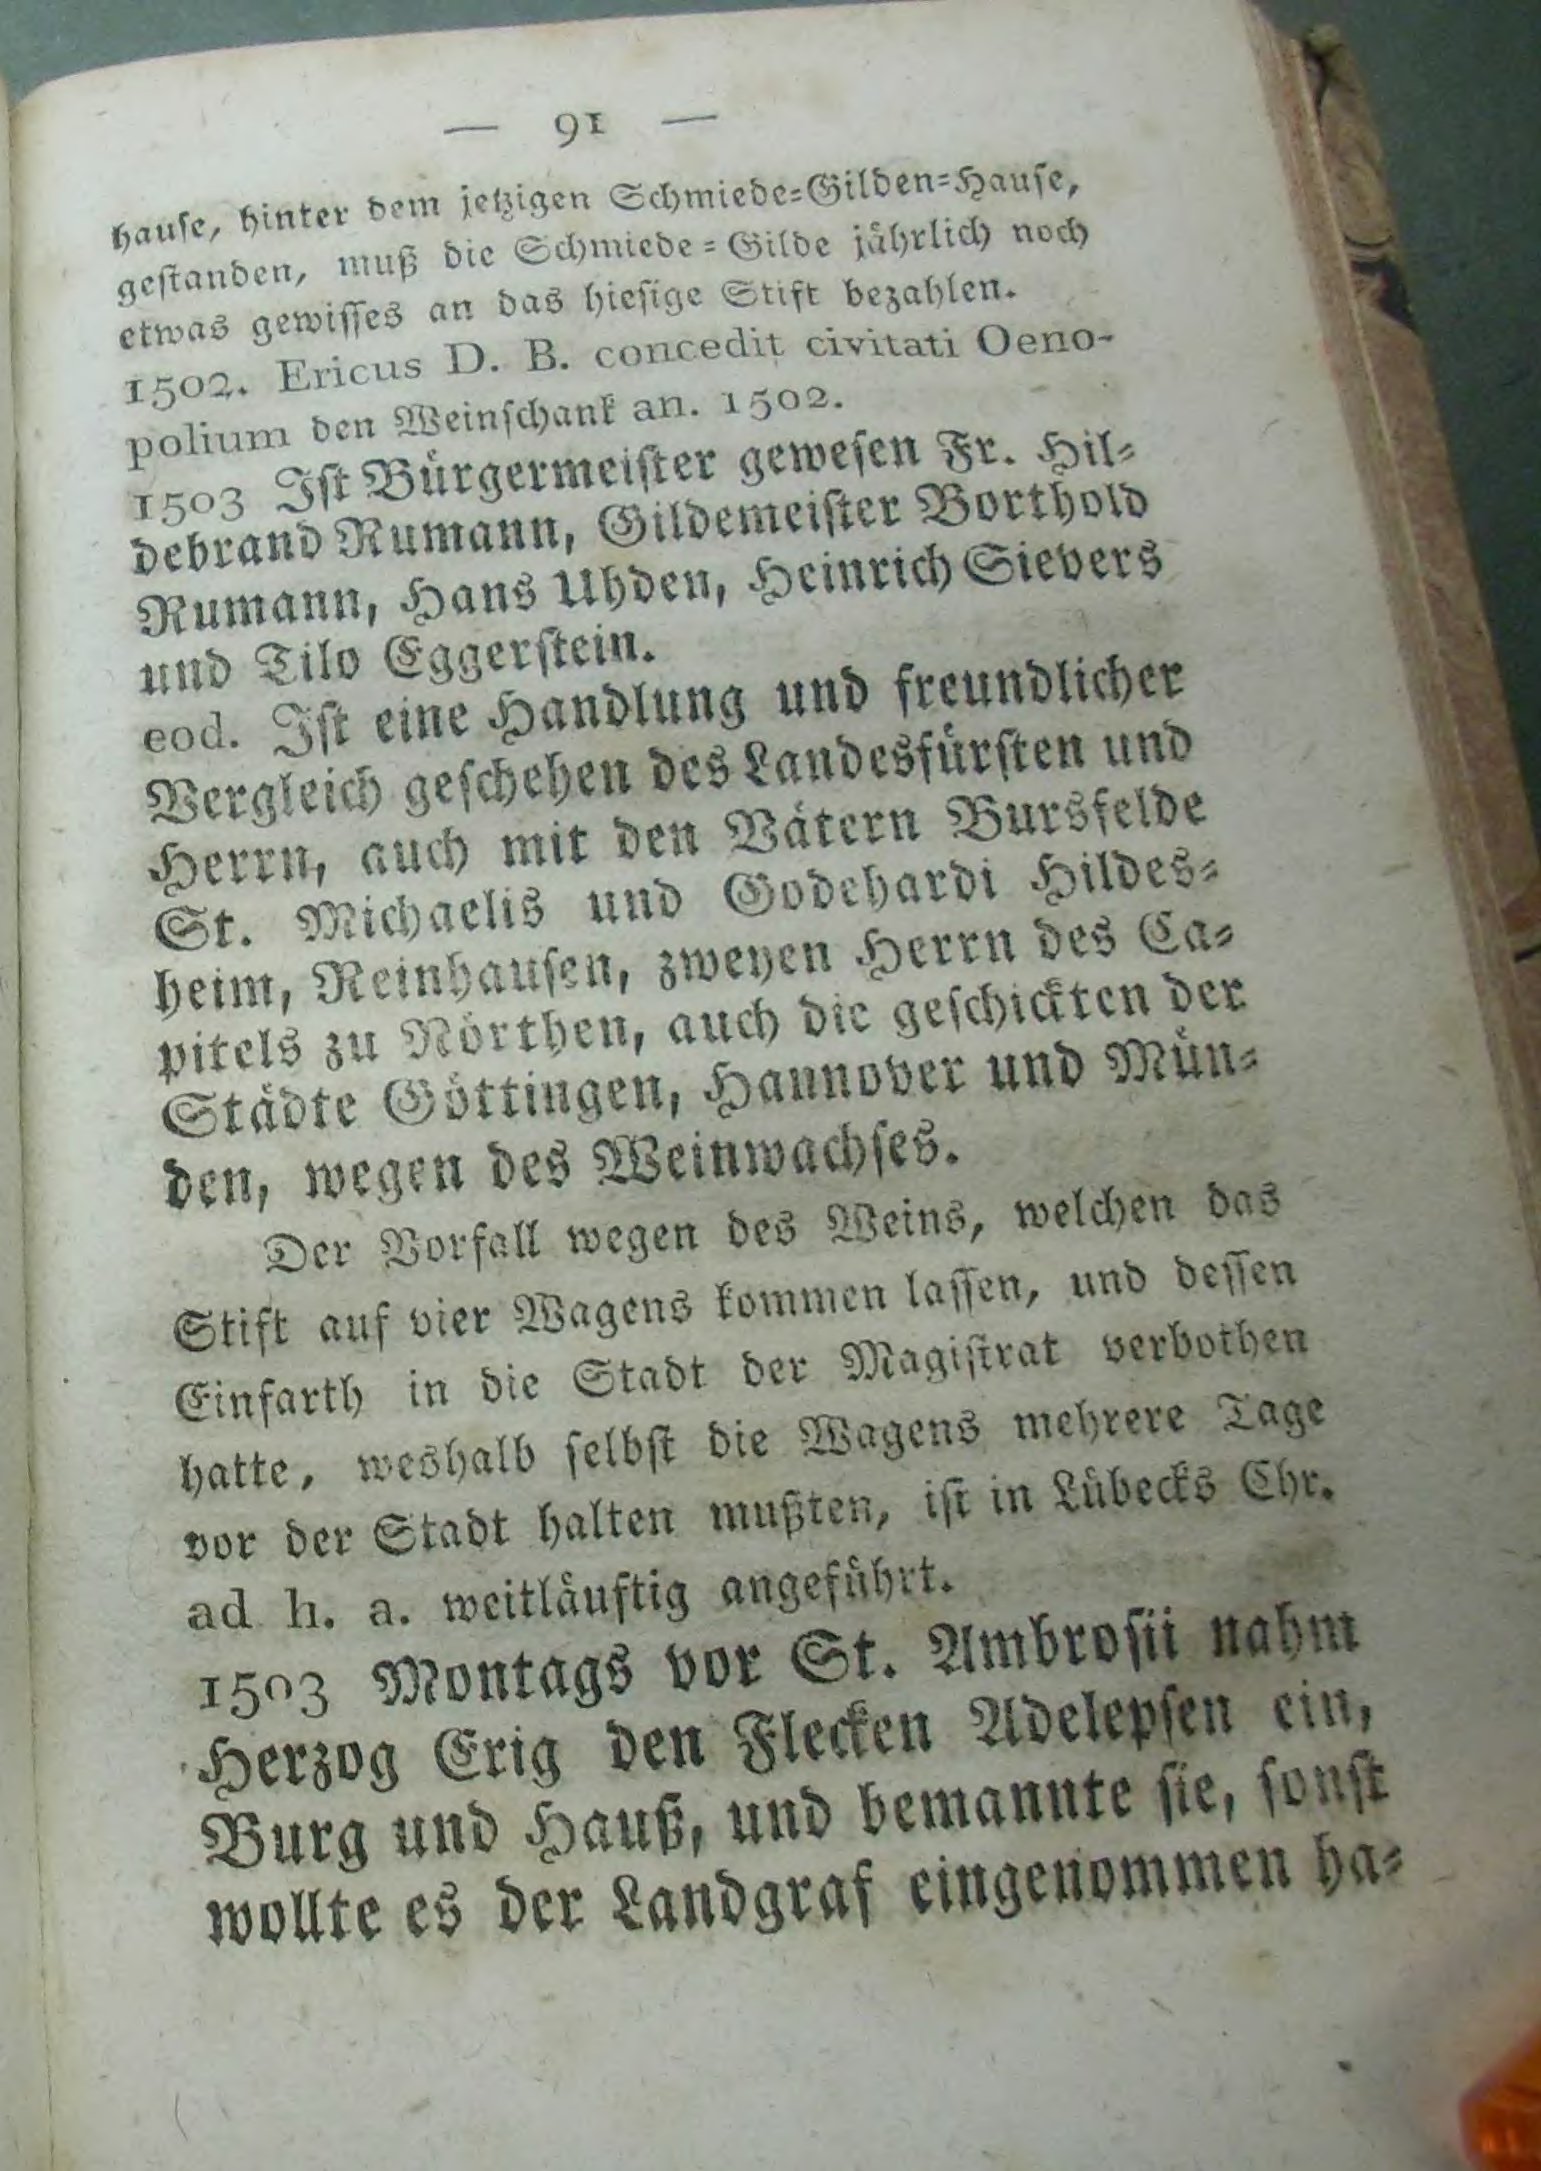 — 91 —
hauſe, hinter dem jetzigen Schmiede=Gilden=Hauſe,
geſtanden, muß die Schmiede=Gilde jährlich noch
etwas gewiſſes an das hieſige Stift bezahlen.
1502. Ericus D. B. concedit civitati Oeno-
polium den Weinſchank an. 1502.
1503 Iſt Bürgermeiſter geweſen Fr. Hil=
debrand Rumann, Gildemeiſter Borthold
Rumann, Hans Uhden, Heinrich Sievers
und Tilo Eggerſtein.
eod. Iſt eine Handlung und freundlicher
Vergleich geſchehen des Landesfürſten und
Herrn, auch mit den Vätern Bursfelde
St. Michaelis und Godehardi Hildes=
heim, Reinhauſen, zweyen Herrn des Ca=
pitels zu Nörthen, auch die geſchickten der
Städte Göttingen, Hannover und Mün=
den, wegen des Weinwachſes.
Der Vorfall wegen des Weins, welchen das
Stift auf vier Wagens kommen laſſen, und deſſen
Einfarth in die Stadt der Magiſtrat verbothen
hatte, weshalb ſelbſt die Wagens mehrere Tage
vor der Stadt halten mußten, iſt in Lübecks Chr.
ad h. a. weitläuftig angeführt.
1503 Montags vor St. Ambroſii nahm
Herzog Erig den Flecken Adelepſen ein,
Burg und Hauß, und bemannte ſie, ſonſt
wollte es der Landgraf eingenommen ha=